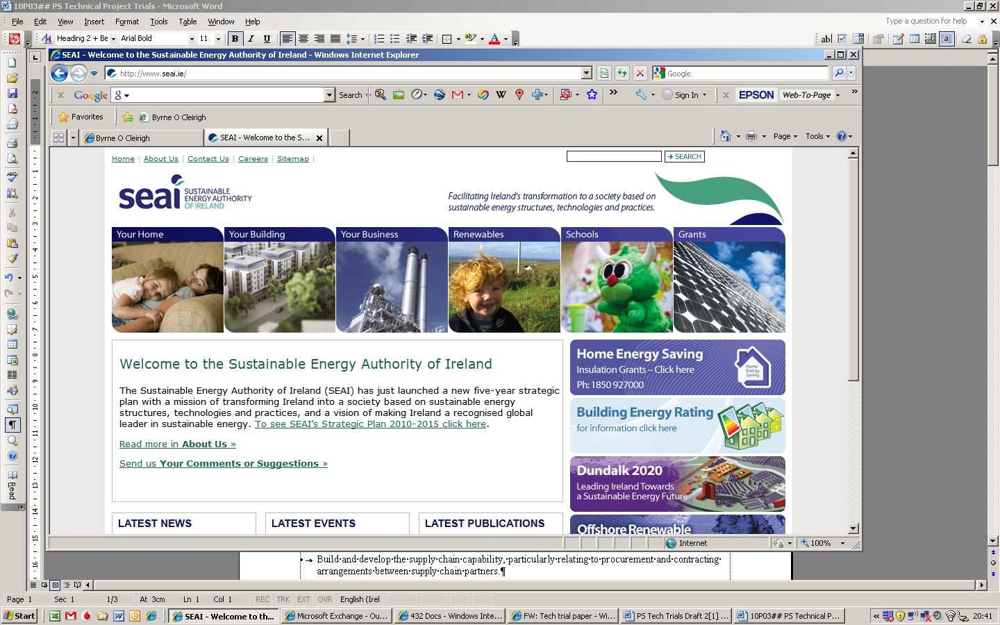 10P03## PS Technical Project Trials - Microsoft Word
File Edit View Insert Format Tools Table Window Help
Type a question for help
Heading 2 + Be Arial Bold 11 B I U
SEAI - Welcome to the Sustainable Energy Authority of Ireland - Windows Internet Explorer
http://www.seai.ie/
Google
Google Search Sign In EPSON Web-To-Page
Favorites Byrne O Cleirigh
Byrne O Cleirigh SEAI - Welcome to the S... Page Tools
Home | About Us | Contact Us | Careers | Sitemap |
SEARCH
seai SUSTAINABLE
ENERGY AUTHORITY
OF IRELAND
Facilitating Ireland's transformation to a society based on
sustainable energy structures, technologies and practices.
Your Home Your Building Your Business Renewables Schools Grants
Welcome to the Sustainable Energy Authority of Ireland
The Sustainable Energy Authority of Ireland (SEAI) has just launched a new five-year strategic
plan with a mission of transforming Ireland into a society based on sustainable energy
structures, technologies and practices, and a vision of making Ireland a recognised global
leader in sustainable energy. To see SEAI's Strategic Plan 2010-2015 click here.
Read more in About Us »
Send us Your Comments or Suggestions »
Home Energy Saving
Insulation Grants – Click here
Ph: 1850 927000
Home
Energy
Saving
Building Energy Rating
for information click here
Dundalk 2020
Leading Ireland Towards
a Sustainable Energy Future
Offshore Renewable
LATEST NEWS LATEST EVENTS LATEST PUBLICATIONS
Internet 100%
Read
Build·and·develop·the·supply·chain·capability,·particularly·relating·to·procurement·and·contracting·
arrangements·between·supply·chain·partners.¶
Page 1 Sec 1 1/3 At 3cm Ln 1 Col 1 REC TRK EXT OVR English (Irel
Start SEAI - Welcome to th... Microsoft Exchange - Ou... 432 Docs - Windows Inte... FW: Tech trial paper - Wi... PS Tech Trials Draft 2[1] ... 10P03## PS Technical P... 20:41